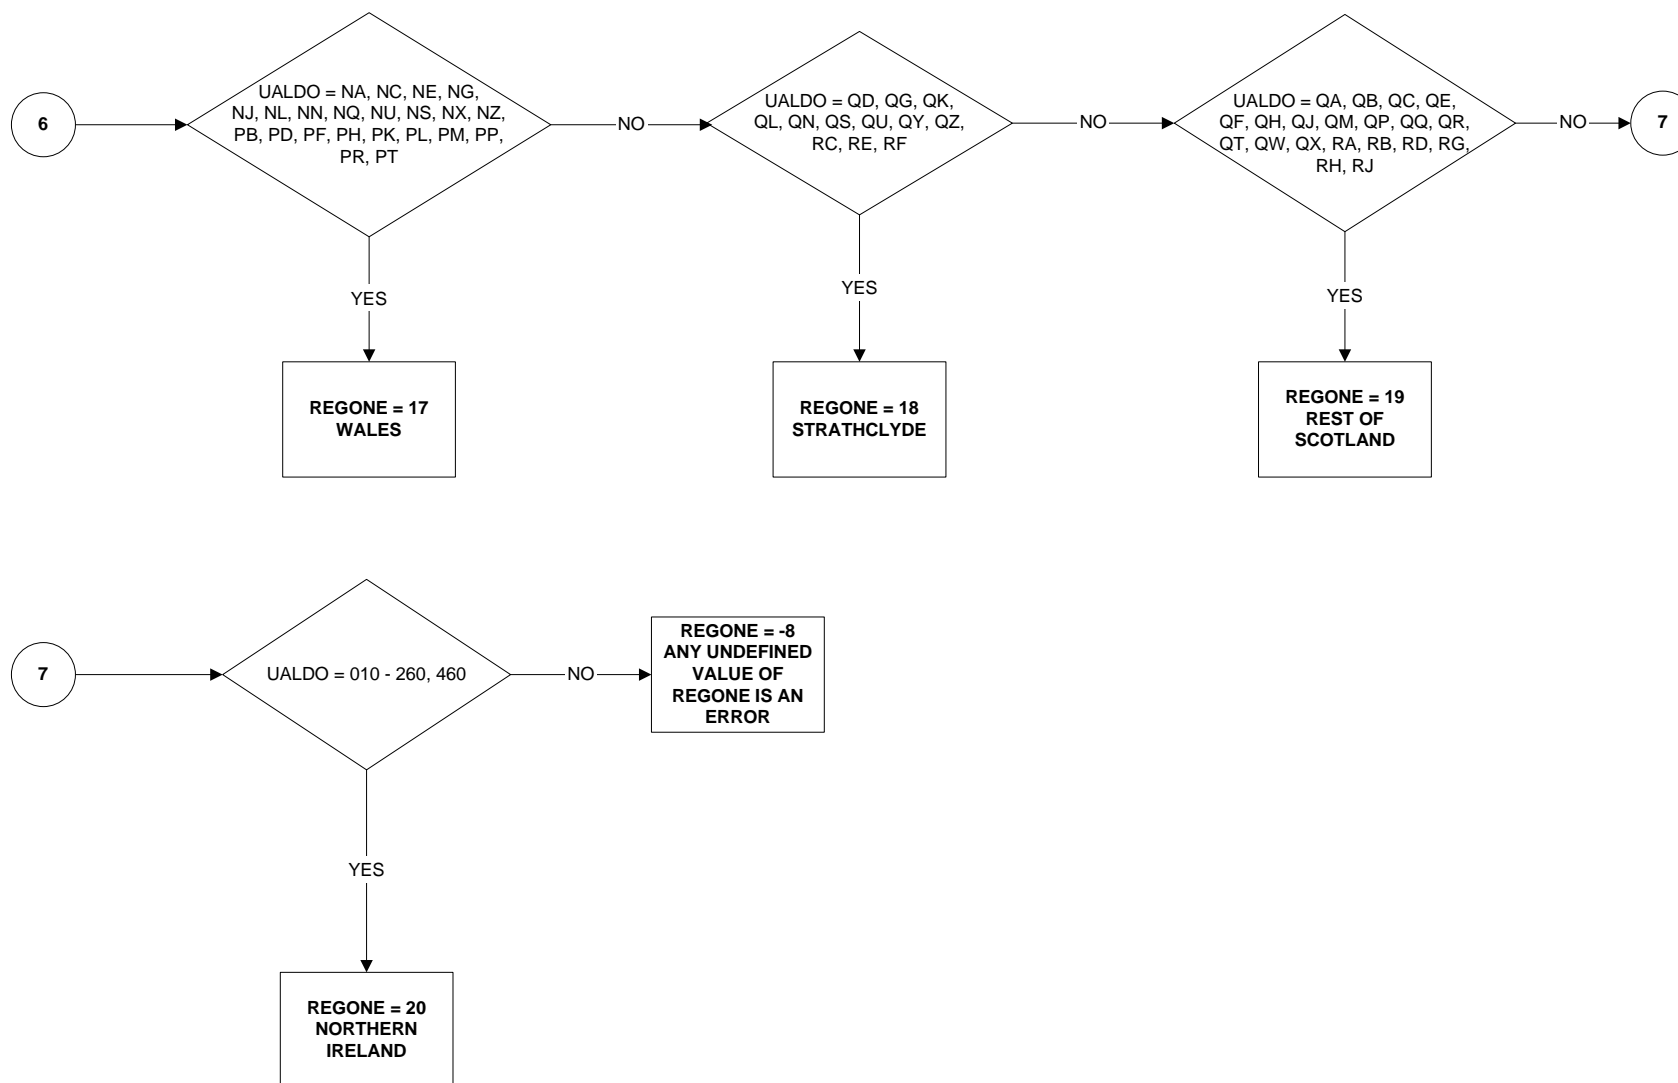 6
UALDO = NA, NC, NE, NG,
NJ, NL, NN, NQ, NU, NS, NX, NZ,
PB, PD, PF, PH, PK, PL, PM, PP,
PR, PT
NO
UALDO = QD, QG, QK,
QL, QN, QS, QU, QY, QZ,
RC, RE, RF
NO
UALDO = QA, QB, QC, QE,
QF, QH, QJ, QM, QP, QQ, QR,
QT, QW, QX, RA, RB, RD, RG,
RH, RJ
NO
7
YES
YES
YES
REGONE = 17
WALES
REGONE = 18
STRATHCLYDE
REGONE = 19
REST OF
SCOTLAND
7
UALDO = 010 - 260, 460
NO
REGONE = -8
ANY UNDEFINED
VALUE OF
REGONE IS AN
ERROR
YES
REGONE = 20
NORTHERN
IRELAND